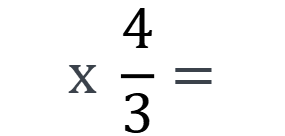 x 4/3 =